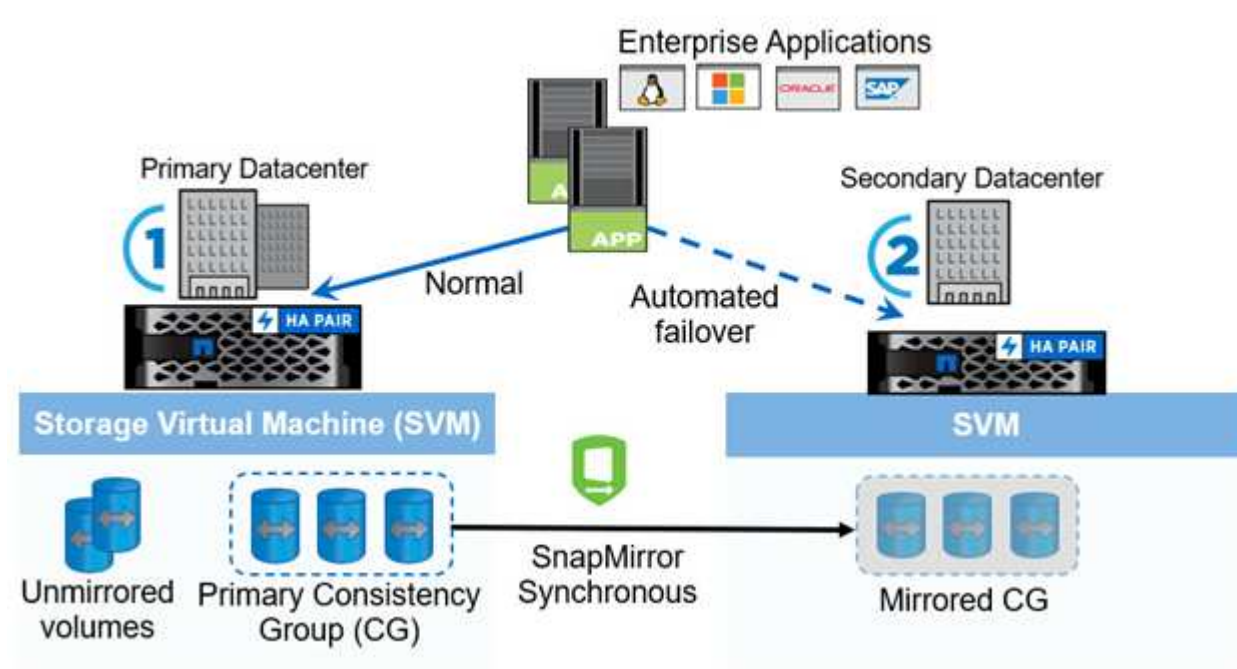 Enterprise Applications
ORACLE
SAP
Primary Datacenter
Secondary Datacenter
A
APP
1
2
Normal
Automated
failover
HA PAIR
HA PAIR
Storage Virtual Machine (SVM)
SVM
SnapMirror
Synchronous
Unmirrored
volumes
Primary Consistency
Group (CG)
Mirrored CG